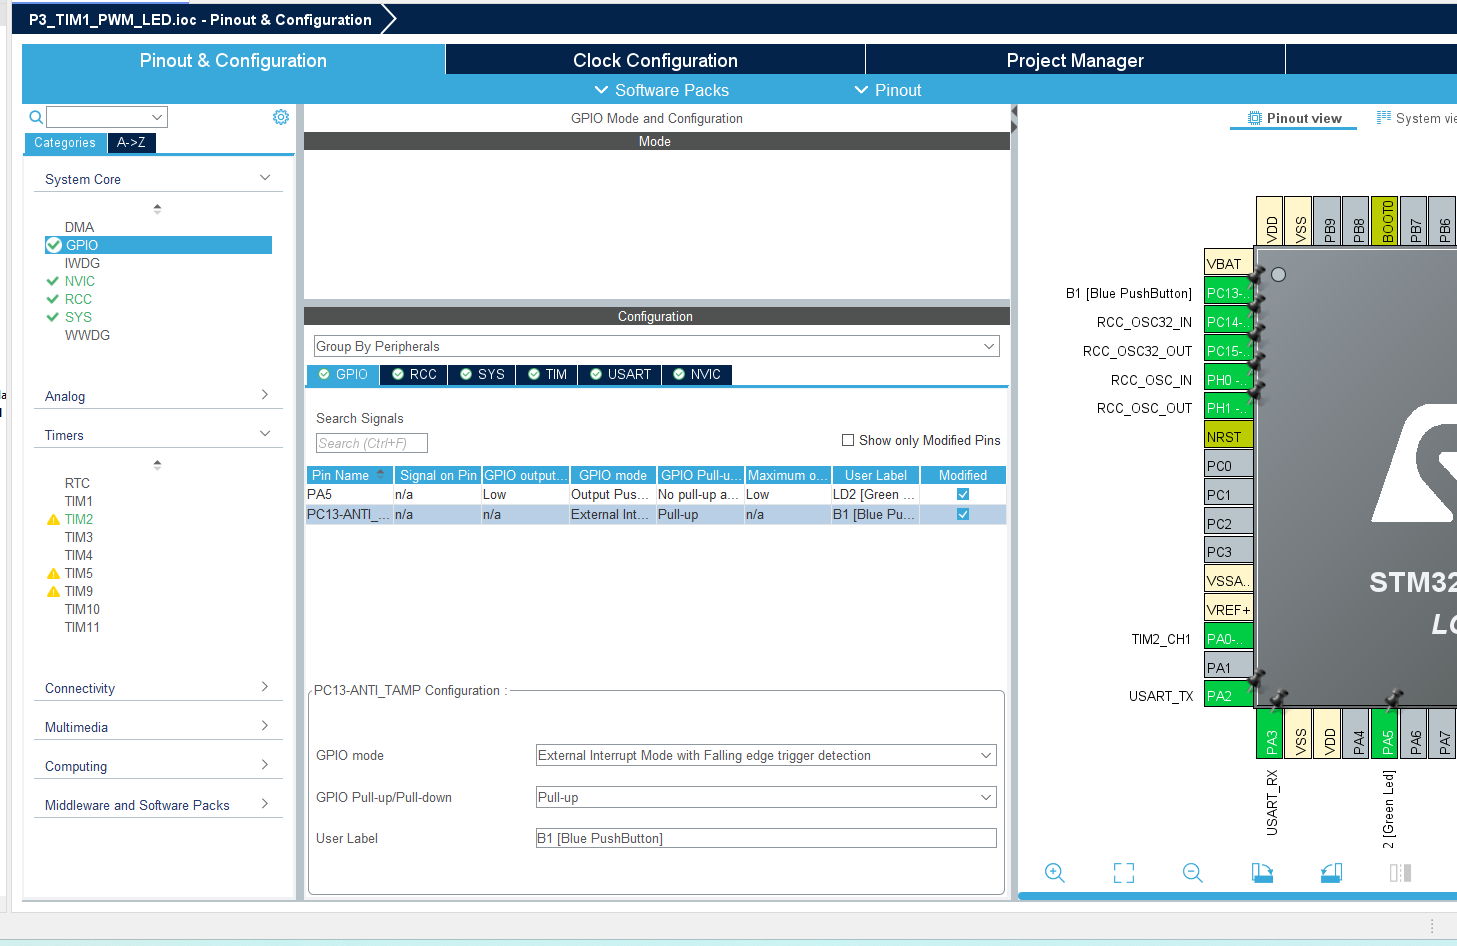 P3_TIM1_PWM_LED.ioc - Pinout & Configuration
Pinout & Configuration
Clock Configuration
Project Manager
Software Packs
Pinout
GPIO Mode and Configuration
Mode
Pinout view
System vie
Categories
A->Z
System Core
DMA
GPIO
IWDG
NVIC
RCC
SYS
WWDG
Analog
Timers
RTC
TIM1
TIM2
TIM3
TIM4
TIM5
TIM9
TIM10
TIM11
Connectivity
Multimedia
Computing
Middleware and Software Packs
Configuration
Group By Peripherals
GPIO RCC SYS TIM USART NVIC
Search Signals
Search (Ctrl+F)
Show only Modified Pins
Pin Name Signal on Pin GPIO output... GPIO mode GPIO Pull-u... Maximum o... User Label Modified
PA5 n/a Low Output Pus... No pull-up a... Low LD2 [Green ...
PC13-ANTI_... n/a n/a External Int... Pull-up n/a B1 [Blue Pu...
PC13-ANTI_TAMP Configuration :
GPIO mode
External Interrupt Mode with Falling edge trigger detection
GPIO Pull-up/Pull-down
Pull-up
User Label
B1 [Blue PushButton]
VDD VSS PB9 PB8 BOOT0 PB7 PB6
VBAT
B1 [Blue PushButton] PC13-..
RCC_OSC32_IN PC14-..
RCC_OSC32_OUT PC15-..
RCC_OSC_IN PH0 -..
RCC_OSC_OUT PH1 -..
NRST
PC0
PC1
PC2
PC3
VSSA..
VREF+
TIM2_CH1 PA0-..
PA1
USART_TX PA2
STM32
LQ
PA3 VSS VDD PA4 PA5 PA6 PA7
USART_RX
2 [Green Led]